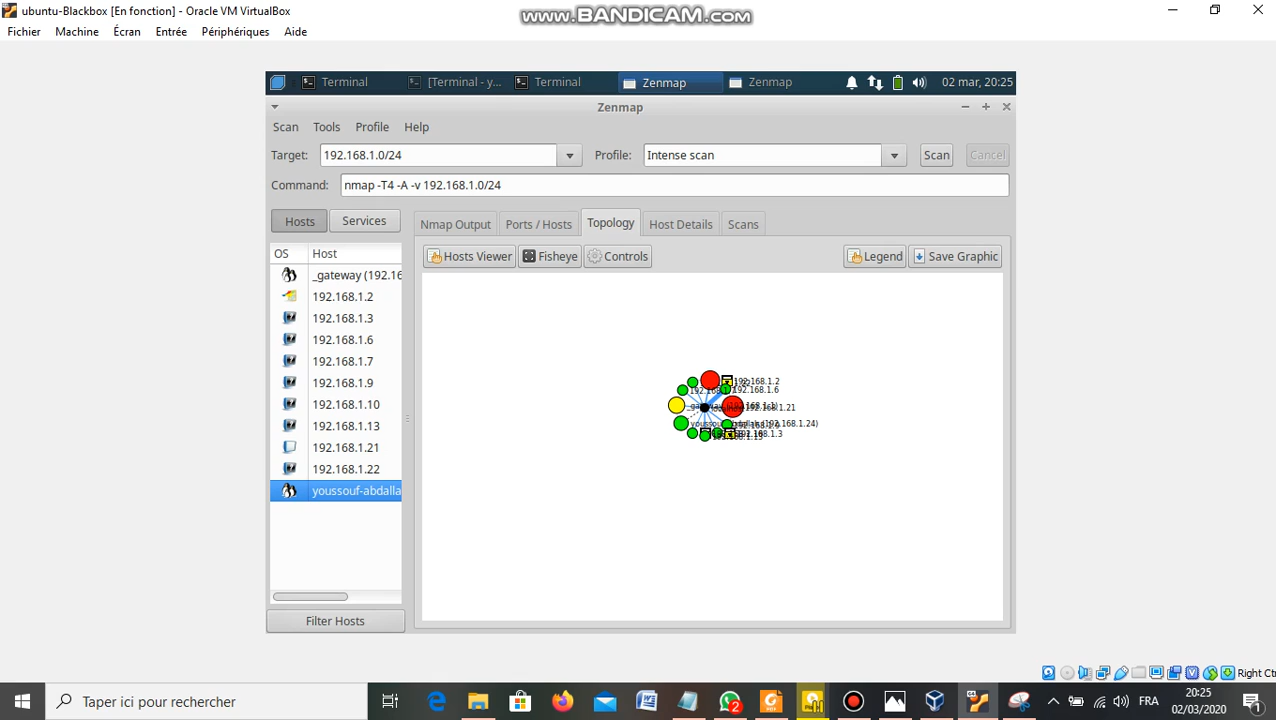 ubuntu-Blackbox [En fonction] - Oracle VM VirtualBox
www.BANDICAM.com
Fichier Machine Écran Entrée Périphériques Aide
Terminal [Terminal - y... Terminal Zenmap Zenmap 02 mar, 20:25
Zenmap
Scan Tools Profile Help
Target: 192.168.1.0/24 Profile: Intense scan Scan Cancel
Command: nmap -T4 -A -v 192.168.1.0/24
Hosts Services
Nmap Output Ports / Hosts Topology Host Details Scans
OS Host
Hosts Viewer Fisheye Controls Legend Save Graphic
_gateway (192.16
192.168.1.2
192.168.1.3
192.168.1.6
192.168.1.7
192.168.1.9
192.168.1.10
192.168.1.13
192.168.1.21
192.168.1.22
youssouf-abdalla
192.168.1.2
192.168.1.6
192.168.1.21
(192.168.1.24)
Filter Hosts
Right Ct
Taper ici pour rechercher
2
FRA
20:25
02/03/2020
1